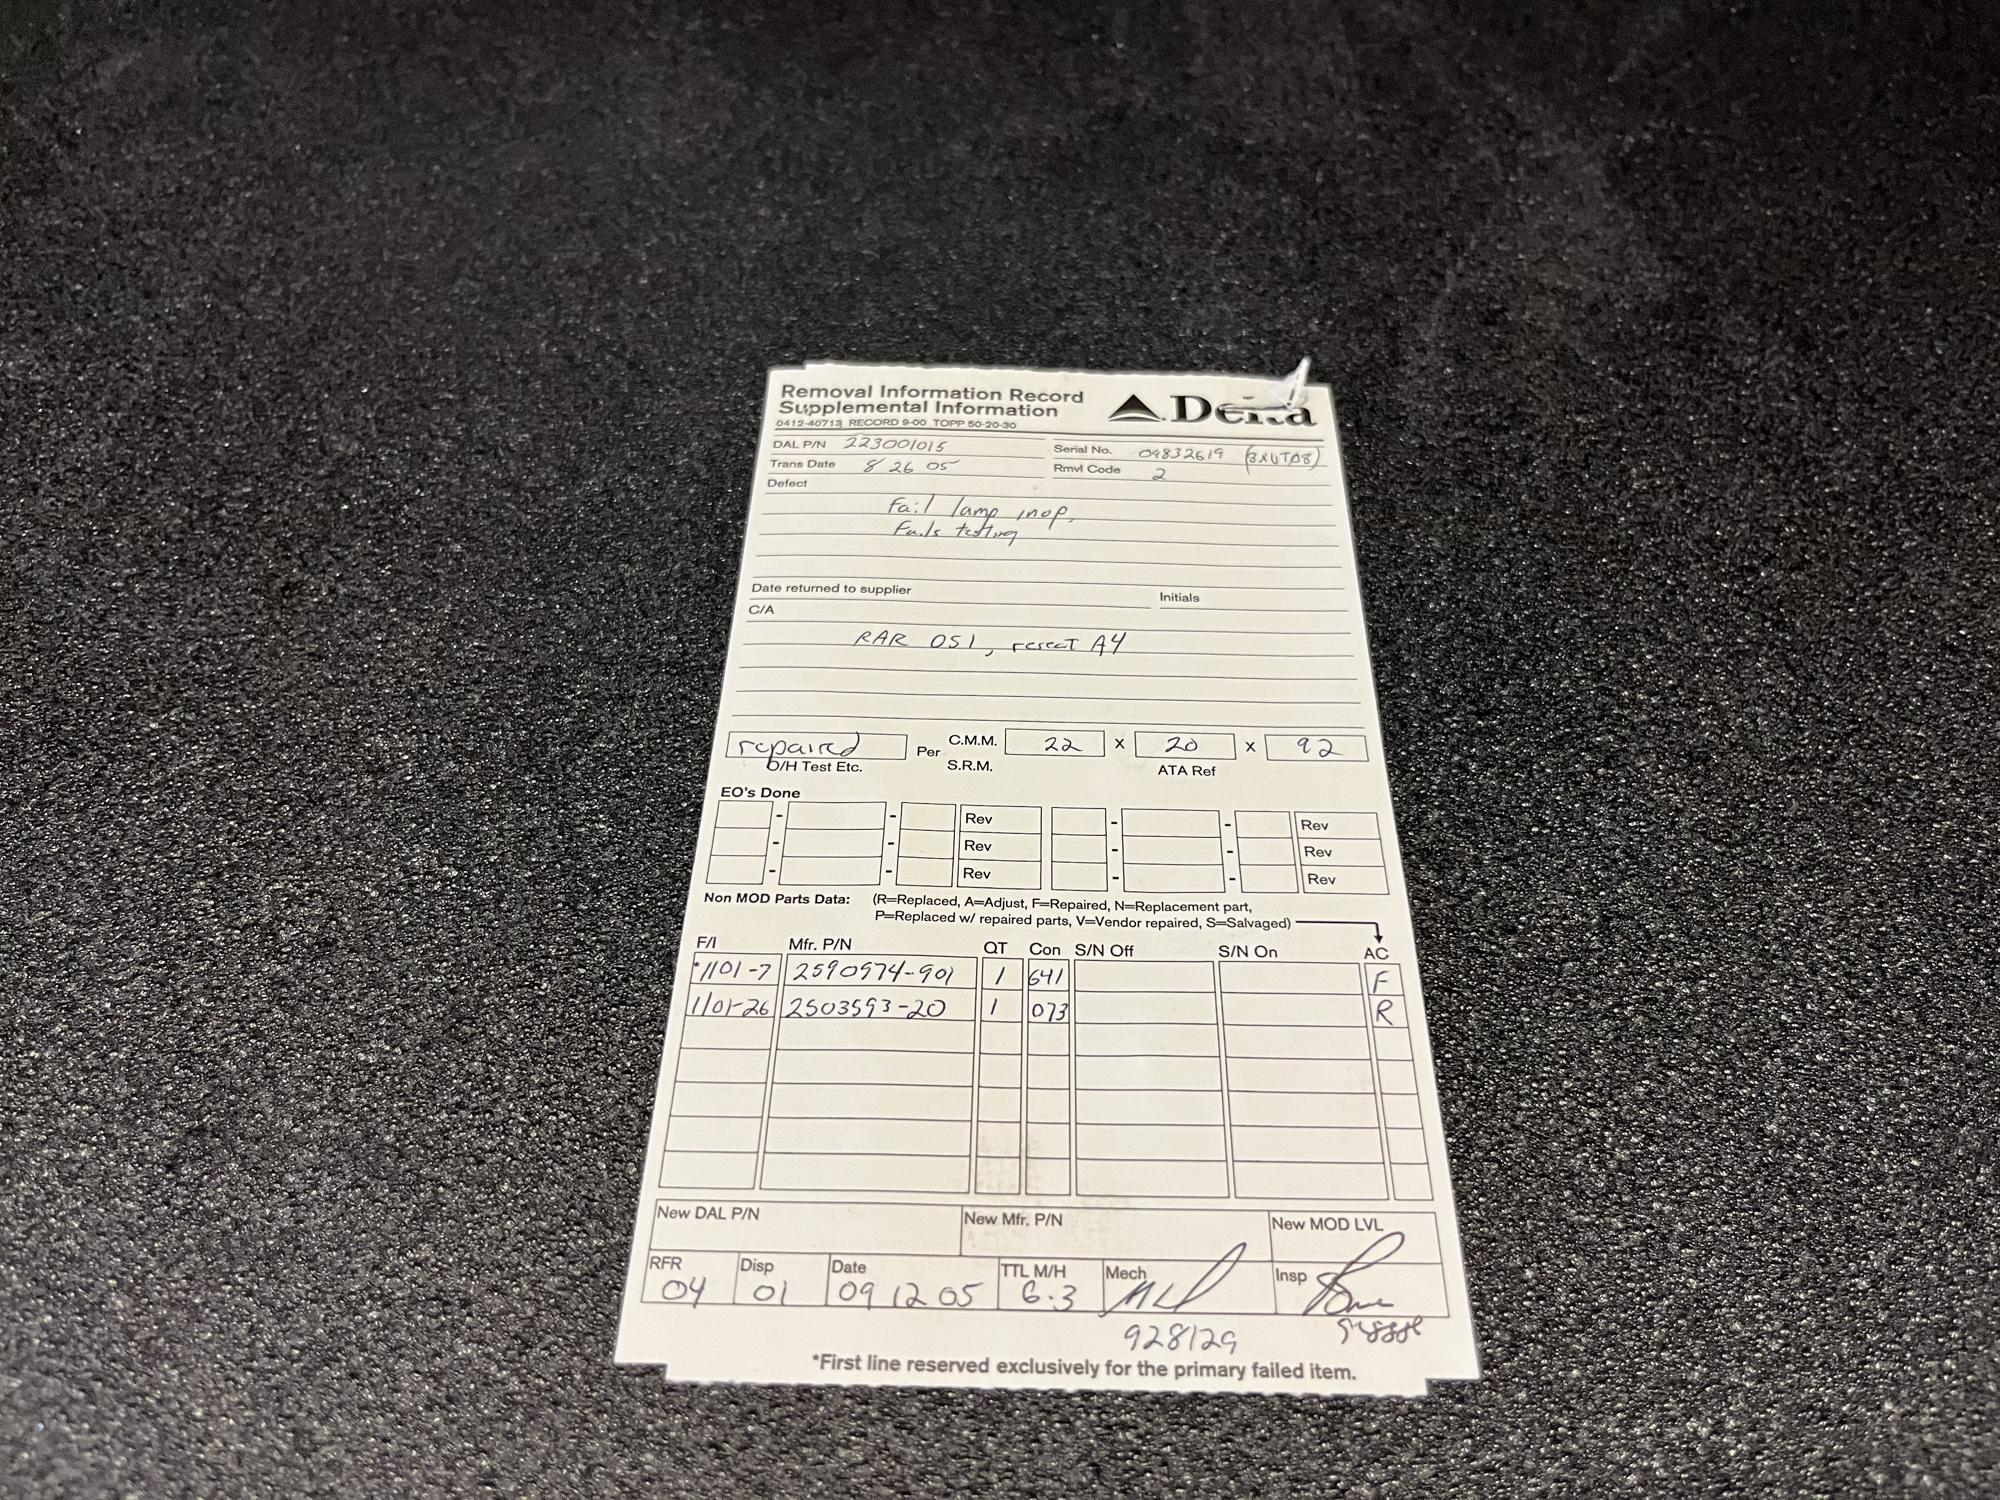 Removal Information Record
Supplemental Information
Delta
0412-40713 RECORD 9-00 TOPP 50-20-30
DAL P/N 223001015 Serial No. 09832619 (BXUTD8)
Trans Date 8 26 05 Rmvl Code 2
Defect
Fail lamp inop,
Fails testing
Date returned to supplier Initials
C/A
RAR DS1, reseat A4
repaired Per C.M.M. 22 x 20 x 92
O/H Test Etc. S.R.M. ATA Ref
EO's Done
- - Rev - - Rev
- - Rev - - Rev
- - Rev - - Rev
Non MOD Parts Data: (R=Replaced, A=Adjust, F=Repaired, N=Replacement part,
P=Replaced w/ repaired parts, V=Vendor repaired, S=Salvaged)
F/I Mfr. P/N QT Con S/N Off S/N On AC
*1101-7 2590974-901 1 641 F
1101-26 2503593-20 1 073 R
New DAL P/N New Mfr. P/N New MOD LVL
RFR Disp Date TTL M/H Mech Insp
04 01 09 12 05 6.3
928129
*First line reserved exclusively for the primary failed item.